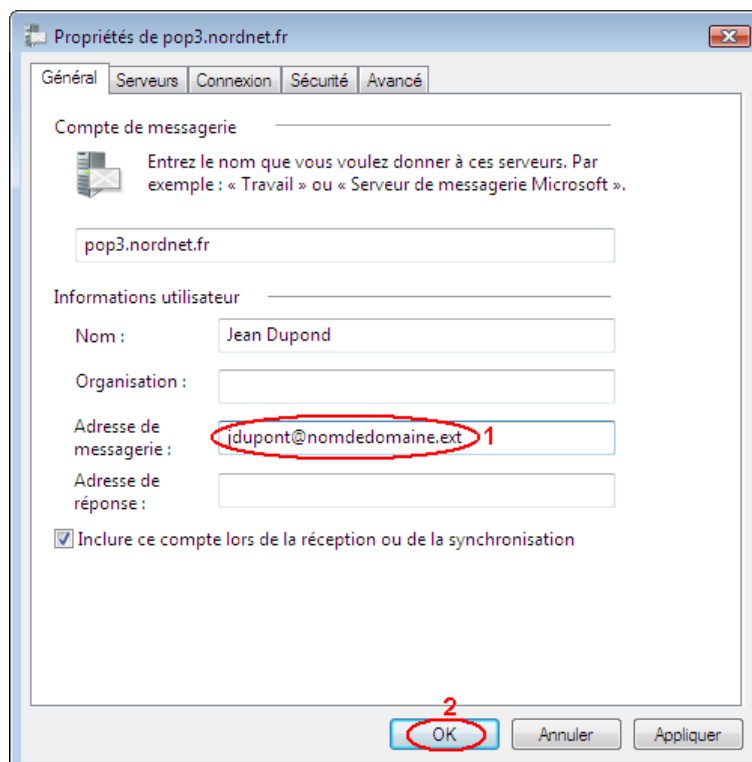 Propriétés de pop3.nordnet.fr
Général Serveurs Connexion Sécurité Avancé
Compte de messagerie
Entrez le nom que vous voulez donner à ces serveurs. Par
exemple : « Travail » ou « Serveur de messagerie Microsoft ».
pop3.nordnet.fr
Informations utilisateur
Nom : Jean Dupond
Organisation :
Adresse de
messagerie : jdupont@nomdedomaine.ext 1
Adresse de
réponse :
Inclure ce compte lors de la réception ou de la synchronisation
2
OK Annuler Appliquer